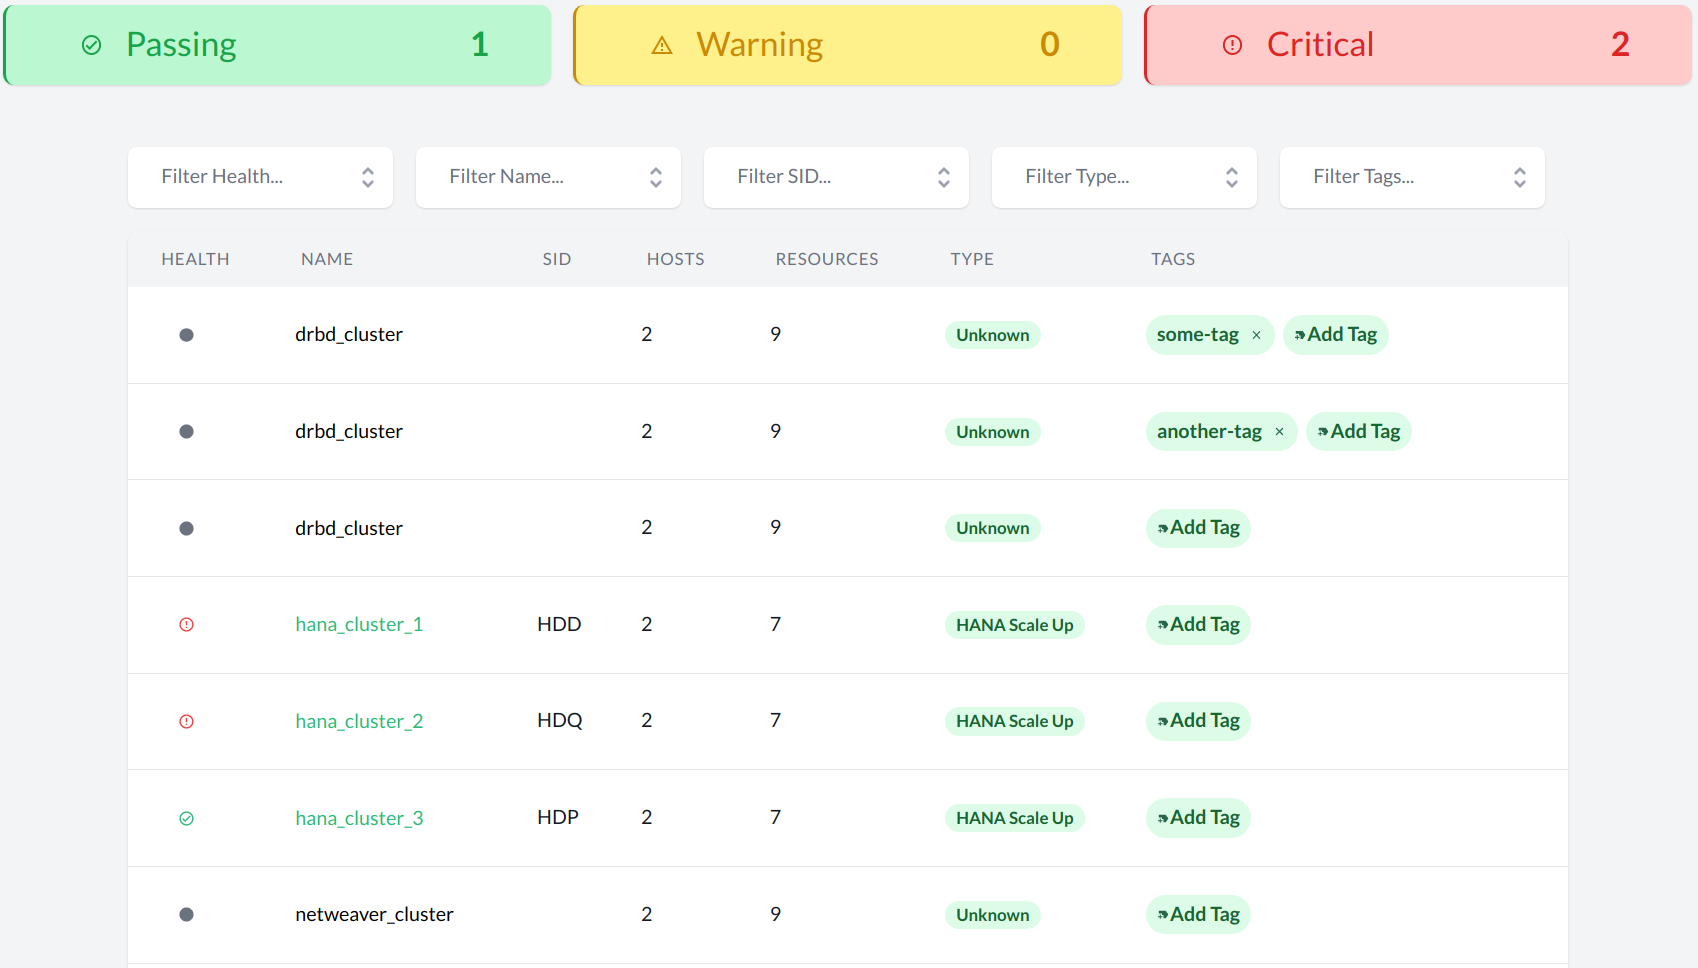 Passing 1 Warning 0 Critical 2
Filter Health... Filter Name... Filter SID... Filter Type... Filter Tags...
HEALTH NAME SID HOSTS RESOURCES TYPE TAGS
drbd_cluster 2 9 Unknown some-tag × Add Tag
drbd_cluster 2 9 Unknown another-tag × Add Tag
drbd_cluster 2 9 Unknown Add Tag
hana_cluster_1 HDD 2 7 HANA Scale Up Add Tag
hana_cluster_2 HDQ 2 7 HANA Scale Up Add Tag
hana_cluster_3 HDP 2 7 HANA Scale Up Add Tag
netweaver_cluster 2 9 Unknown Add Tag